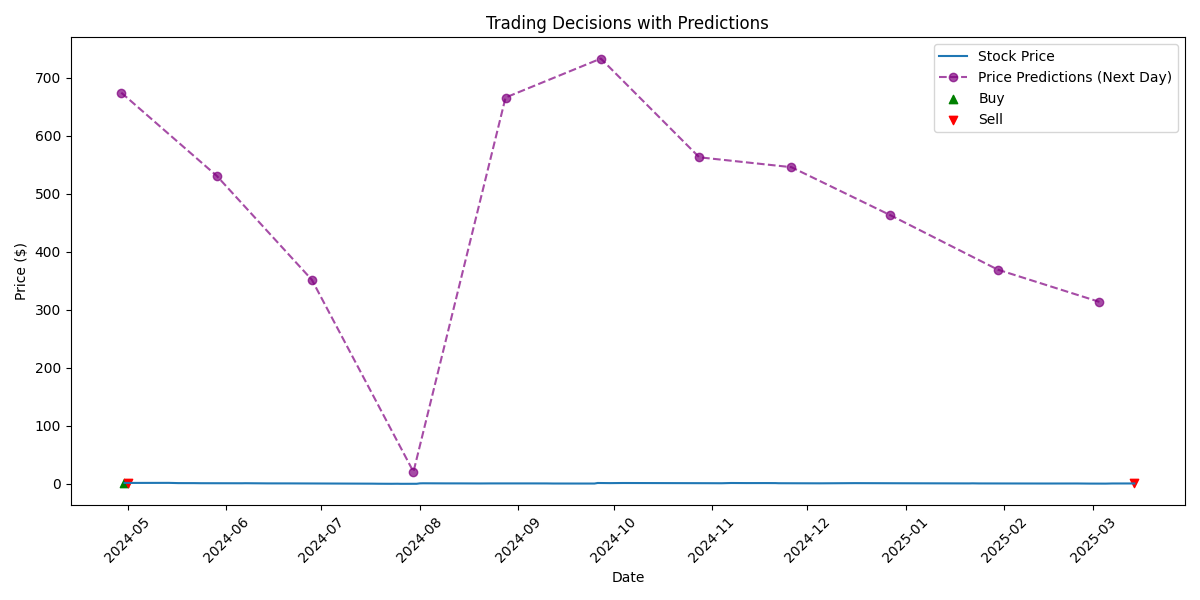 Trading Decisions with Predictions
Stock Price
Price Predictions (Next Day)
Buy
Sell
Price ($)
700
600
500
400
300
200
100
0
2024-05
2024-06
2024-07
2024-08
2024-09
2024-10
2024-11
2024-12
2025-01
2025-02
2025-03
Date